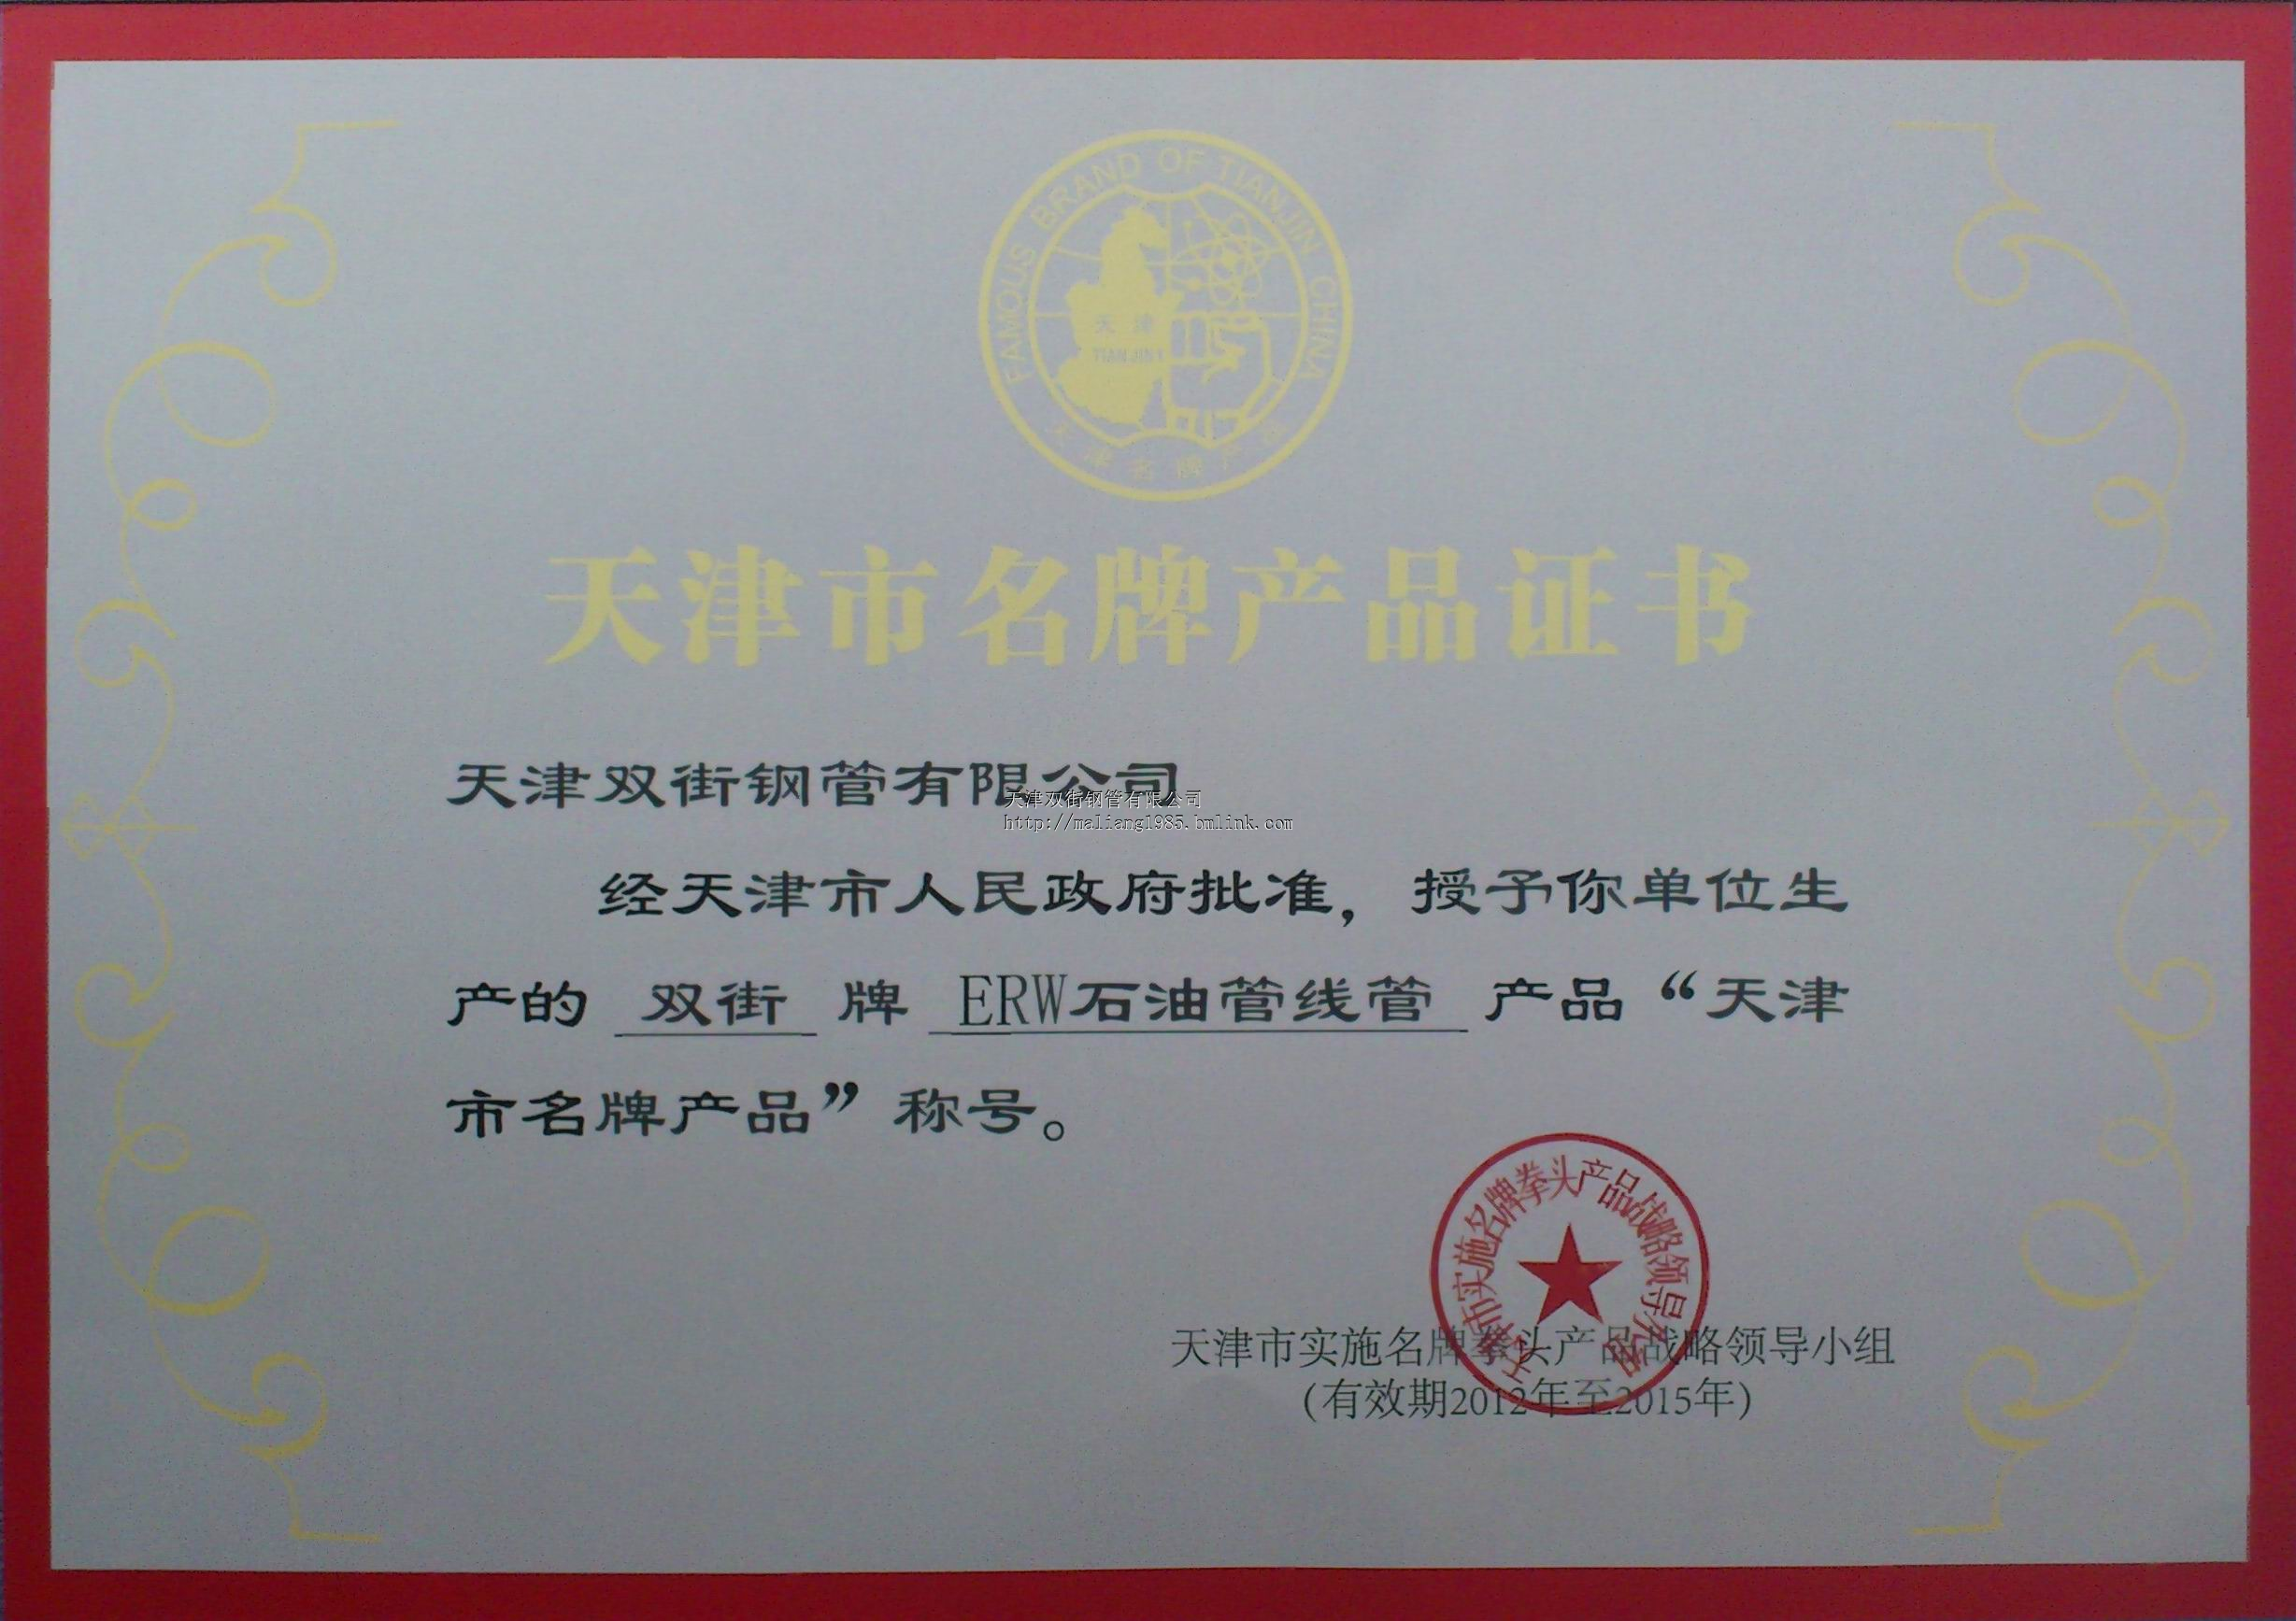 FAMOUS BRAND OF TIANJIN CHINA
天津
TIANJIN
天津名牌产品
天津市名牌产品证书
天津双街钢管有限公司
天津双街钢管有限公司
http://maliang1985.bmlink.com
经天津市人民政府批准，授予你单位生
产的 双街 牌 ERW石油管线管 产品“天津
市名牌产品”称号。
天津市实施名牌拳头产品战略领导小组
天津市实施名牌拳头产品战略领导小组
(有效期2012年至2015年)